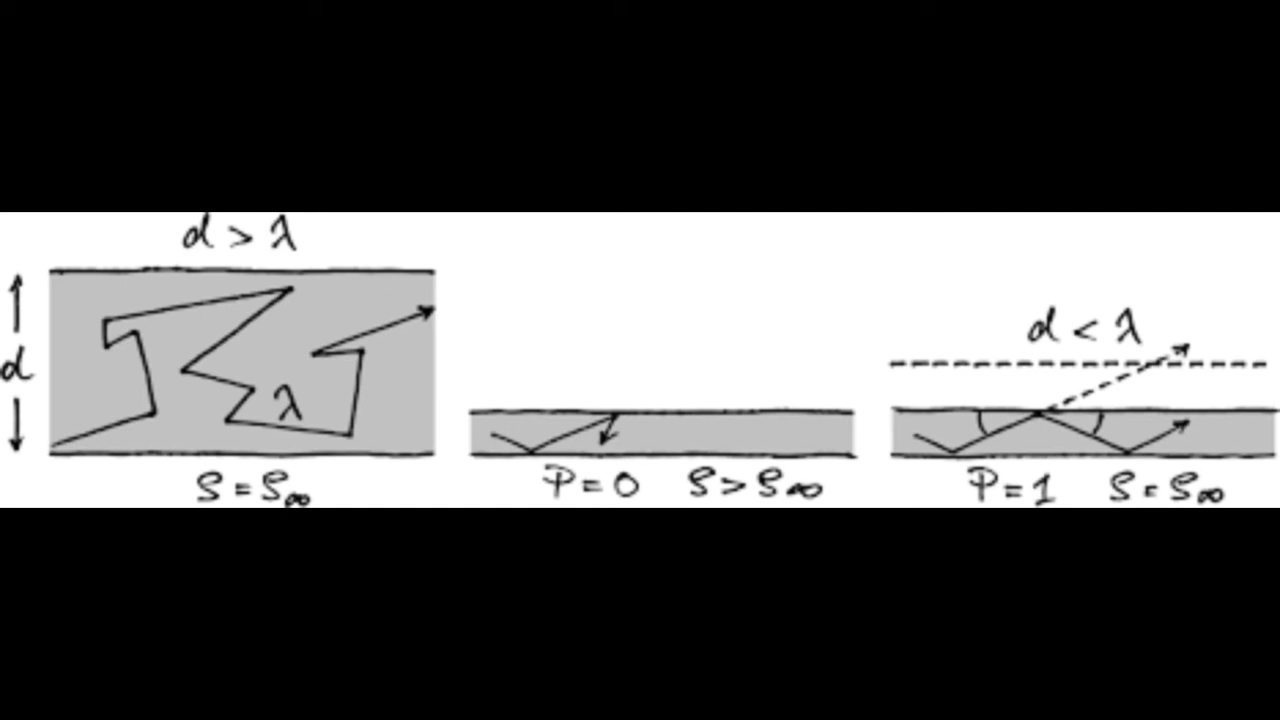 d > λ
d
λ
S = S∞
P = 0 S > S∞
d < λ
P = 1 S = S∞